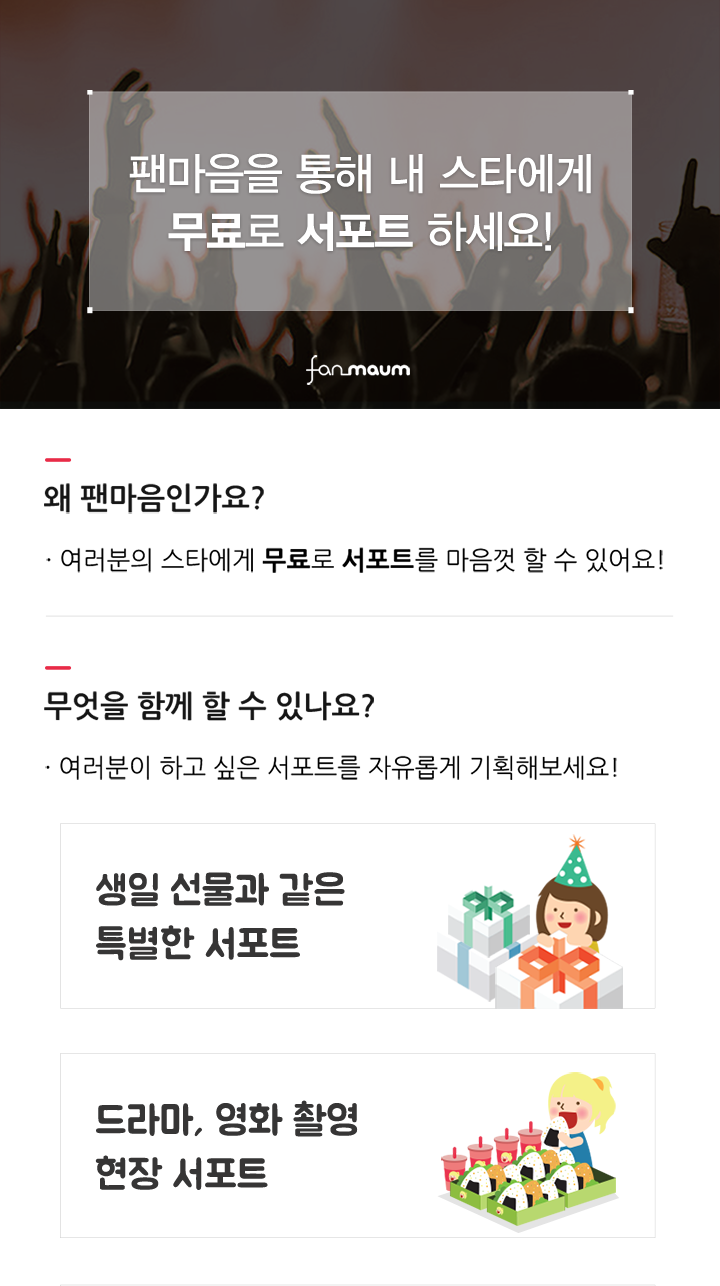 팬마음을 통해 내 스타에게
무료로 서포트 하세요!
fanmaum
왜 팬마음인가요?
· 여러분의 스타에게 무료로 서포트를 마음껏 할 수 있어요!
무엇을 함께 할 수 있나요?
· 여러분이 하고 싶은 서포트를 자유롭게 기획해보세요!
생일 선물과 같은
특별한 서포트
드라마, 영화 촬영
현장 서포트